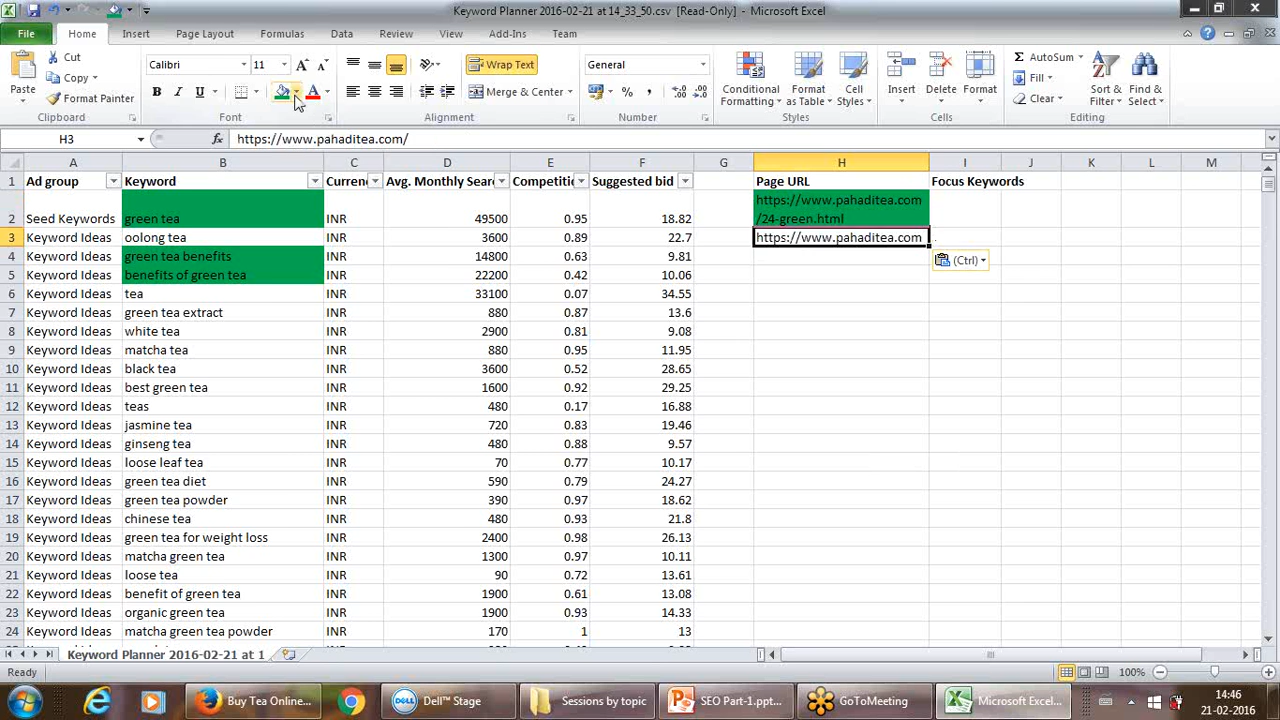 Keyword Planner 2016-02-21 at 14_33_50.csv [Read-Only] - Microsoft Excel
File Home Insert Page Layout Formulas Data Review View Add-Ins Team
Cut Calibri 11 Wrap Text General AutoSum
Paste Copy Conditional Formatting Format as Table Cell Styles Insert Delete Format Fill Sort & Filter Find & Select
Format Painter B I U A Merge & Center % , Clear
Clipboard Font Alignment Number Styles Cells Editing
H3 fx https://www.pahaditea.com/
A B C D E F G H I J K L M
1 Ad group Keyword Currenc Avg. Monthly Sear Competitic Suggested bid Page URL Focus Keywords
2 Seed Keywords green tea INR 49500 0.95 18.82 https://www.pahaditea.com
/24-green.html
3 Keyword Ideas oolong tea INR 3600 0.89 22.7 https://www.pahaditea.com
4 Keyword Ideas green tea benefits INR 14800 0.63 9.81
5 Keyword Ideas benefits of green tea INR 22200 0.42 10.06
(Ctrl)
6 Keyword Ideas tea INR 33100 0.07 34.55
7 Keyword Ideas green tea extract INR 880 0.87 13.6
8 Keyword Ideas white tea INR 2900 0.81 9.08
9 Keyword Ideas matcha tea INR 880 0.95 11.95
10 Keyword Ideas black tea INR 3600 0.52 28.65
11 Keyword Ideas best green tea INR 1600 0.92 29.25
12 Keyword Ideas teas INR 480 0.17 16.88
13 Keyword Ideas jasmine tea INR 720 0.83 19.46
14 Keyword Ideas ginseng tea INR 480 0.88 9.57
15 Keyword Ideas loose leaf tea INR 70 0.77 10.17
16 Keyword Ideas green tea diet INR 590 0.79 24.27
17 Keyword Ideas green tea powder INR 390 0.97 18.62
18 Keyword Ideas chinese tea INR 480 0.93 21.8
19 Keyword Ideas green tea for weight loss INR 2400 0.98 26.13
20 Keyword Ideas matcha green tea INR 1300 0.97 10.11
21 Keyword Ideas loose tea INR 90 0.72 13.61
22 Keyword Ideas benefit of green tea INR 1900 0.61 13.08
23 Keyword Ideas organic green tea INR 1900 0.93 14.33
24 Keyword Ideas matcha green tea powder INR 170 1 13
Keyword Planner 2016-02-21 at 1
Ready 100%
Buy Tea Online... Dell™ Stage Sessions by topic SEO Part-1.ppt... GoToMeeting Microsoft Exce...
14:46
21-02-2016